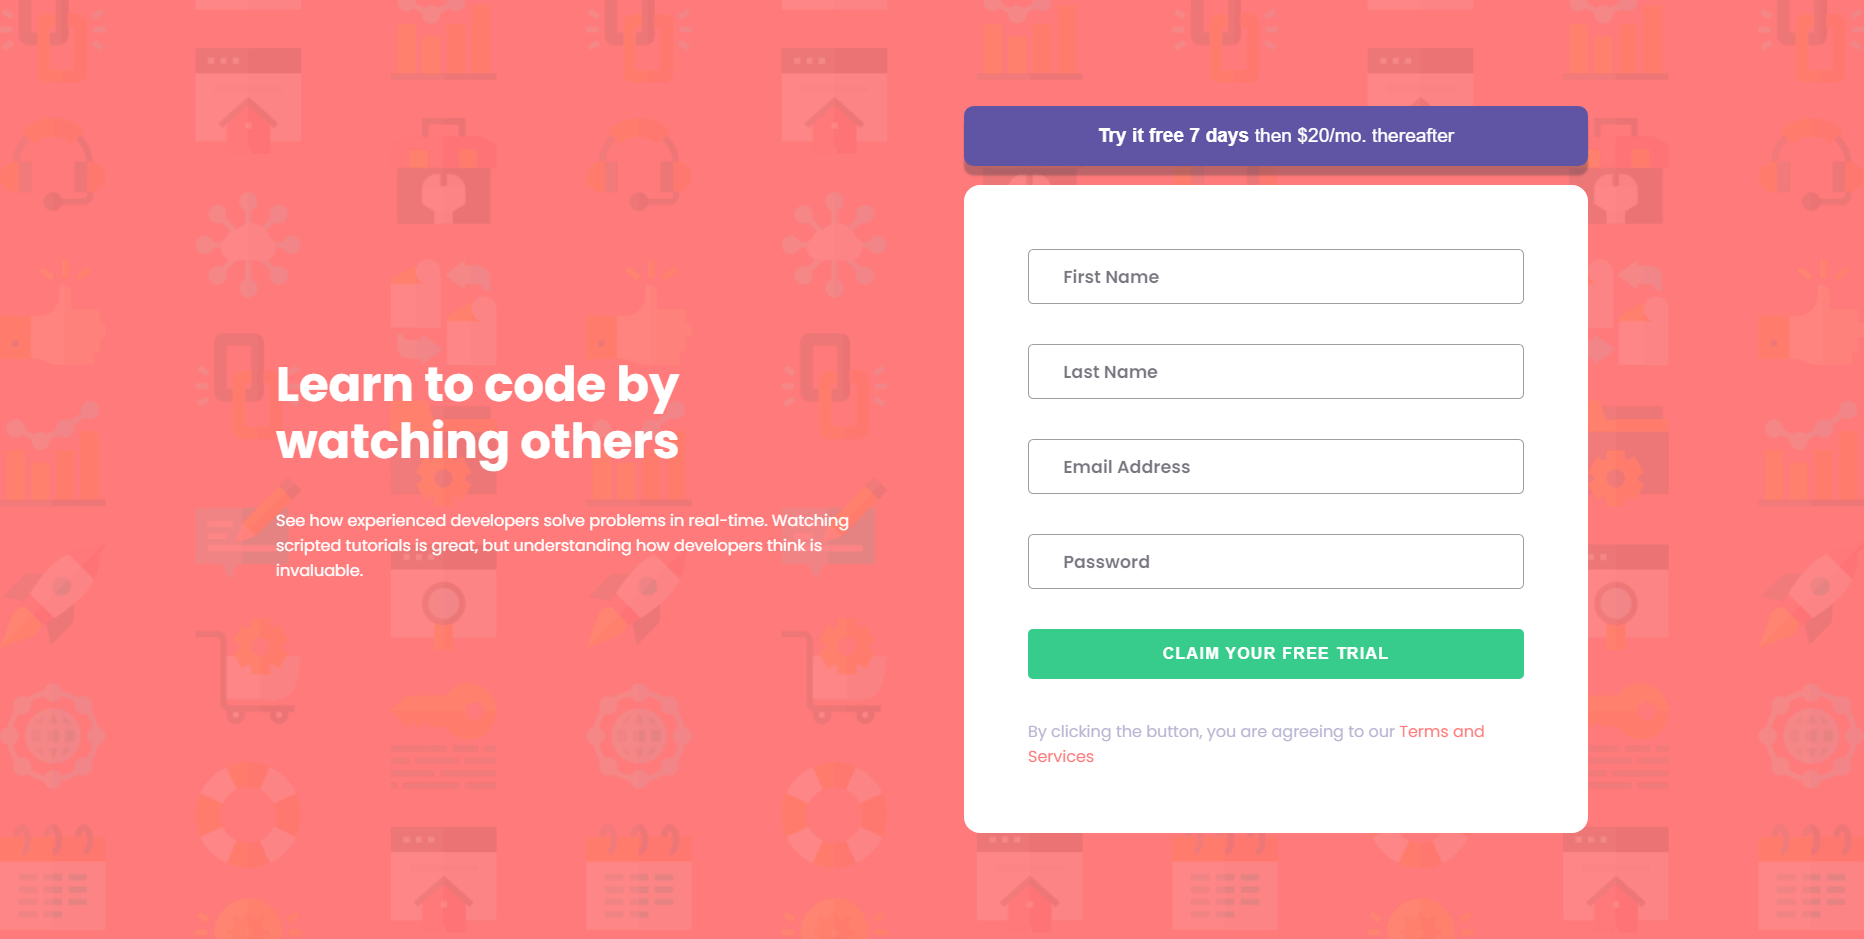 Learn to code by
watching others
See how experienced developers solve problems in real-time. Watching
scripted tutorials is great, but understanding how developers think is
invaluable.
Try it free 7 days then $20/mo. thereafter
First Name
Last Name
Email Address
Password
CLAIM YOUR FREE TRIAL
By clicking the button, you are agreeing to our Terms and
Services